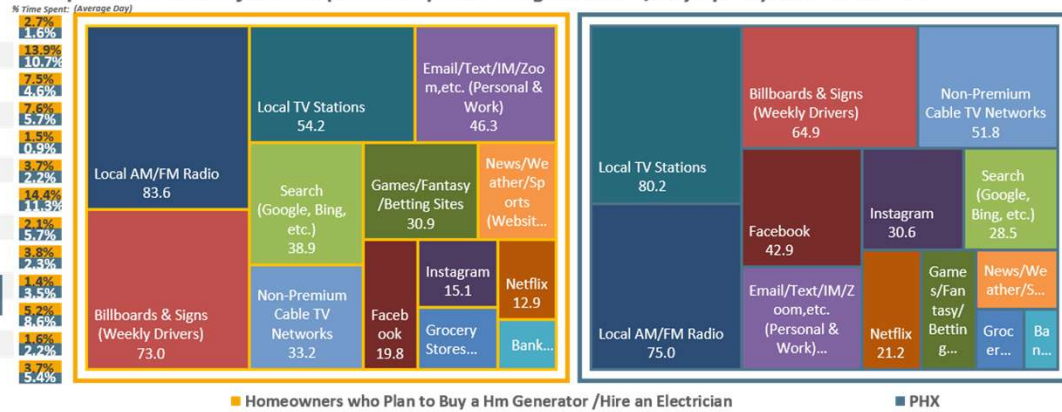 % Time Spent: (Average Day)
2.7%
1.6%
13.9%
10.7%
7.5%
4.6%
7.6%
5.7%
1.5%
0.9%
3.7%
2.2%
14.4%
11.3%
2.1%
5.7%
3.8%
2.3%
1.4%
3.5%
5.2%
8.6%
1.6%
2.2%
3.7%
5.4%
Local AM/FM Radio
83.6
Billboards & Signs
(Weekly Drivers)
73.0
Local TV Stations
54.2
Email/Text/IM/Zoo
m,etc. (Personal &
Work)
46.3
Search
(Google, Bing,
etc.)
38.9
Games/Fantasy
/Betting Sites
30.9
News/We
ather/Sp
orts
(Websit...
Non-Premium
Cable TV
Networks
33.2
Faceb
ook
19.8
Instagram
15.1
Netflix
12.9
Grocery
Stores...
Bank...
Local TV Stations
80.2
Local AM/FM Radio
75.0
Billboards & Signs
(Weekly Drivers)
64.9
Non-Premium
Cable TV Networks
51.8
Facebook
42.9
Instagram
30.6
Search
(Google,
Bing, etc.)
28.5
Email/Text/IM/Z
oom,etc.
(Personal &
Work)...
Netflix
21.2
Game
s/Fan
tasy/
Bettin
g...
News/We
ather/S...
Groc
er...
Ba
n...
Homeowners who Plan to Buy a Hm Generator /Hire an Electrician
PHX